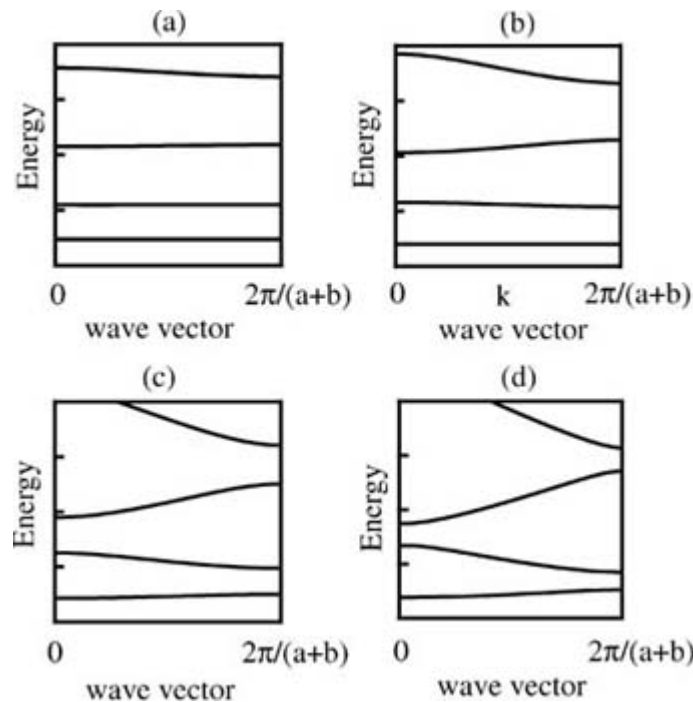 (a)
Energy
0 2π/(a+b)
wave vector
(b)
Energy
0 k 2π/(a+b)
wave vector
(c)
Energy
0 2π/(a+b)
wave vector
(d)
Energy
0 2π/(a+b)
wave vector